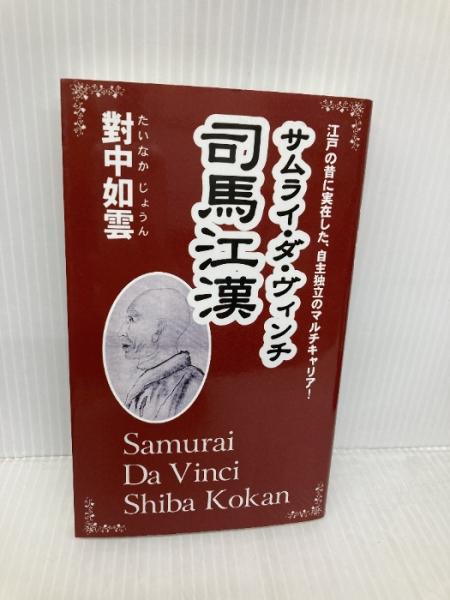 江戸の昔に実在した、自主独立のマルチキャリア!
サムライ・ダ・ヴィンチ
司馬江漢
たいなか じょうん
對中如雲
Samurai
Da Vinci
Shiba Kokan